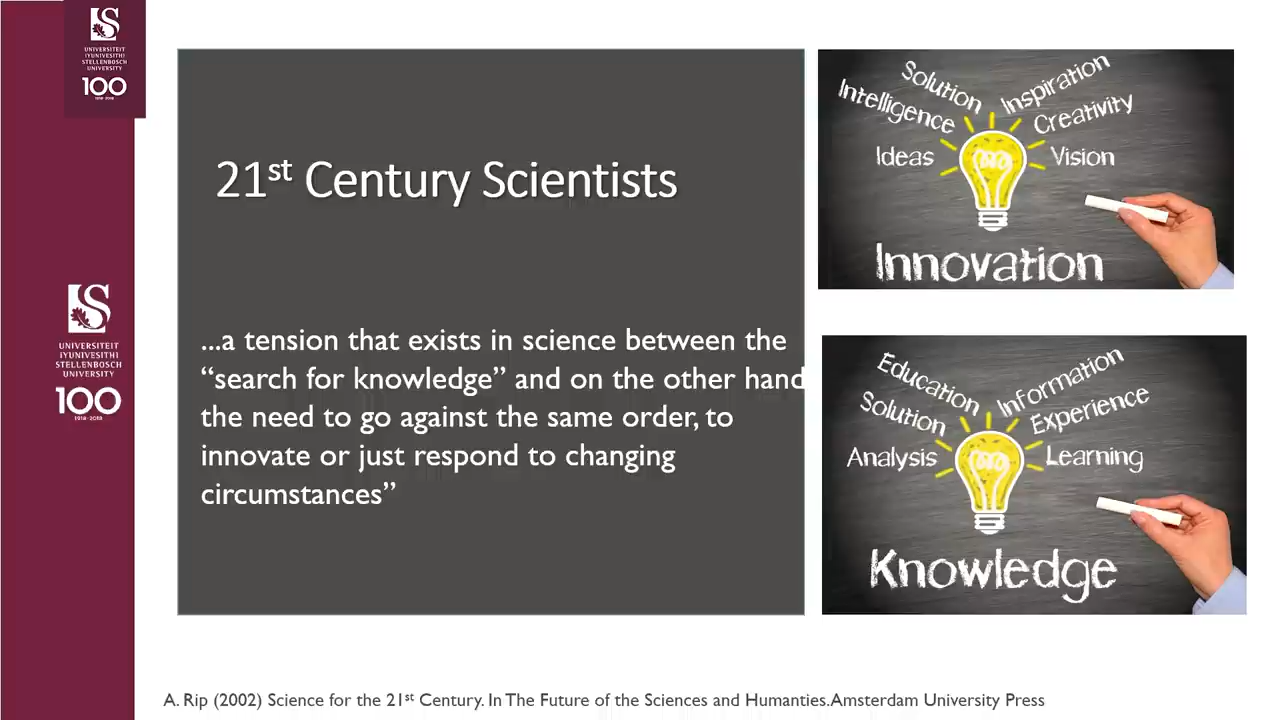 UNIVERSITEIT
IYUNIVESITHI
STELLENBOSCH
UNIVERSITY
100
1918-2018
UNIVERSITEIT
IYUNIVESITHI
STELLENBOSCH
UNIVERSITY
100
1918-2018
21st Century Scientists
...a tension that exists in science between the
“search for knowledge” and on the other hand
the need to go against the same order, to
innovate or just respond to changing
circumstances”
Solution
Inspiration
Intelligence
Creativity
Ideas
Vision
Innovation
Education
Information
Solution
Experience
Analysis
Learning
Knowledge
A. Rip (2002) Science for the 21st Century. In The Future of the Sciences and Humanities.Amsterdam University Press